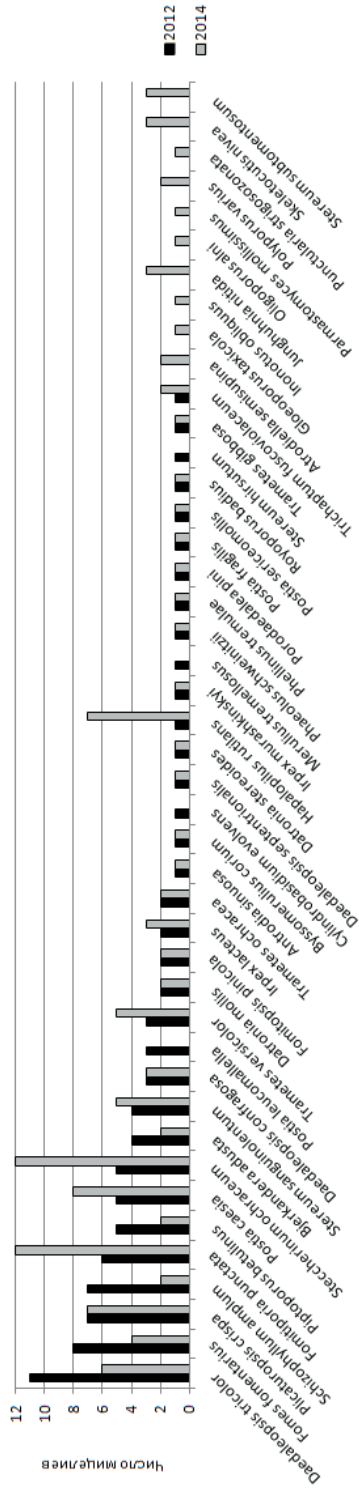 Число мицелиев
12
10
8
6
4
2
0
Daedaleopsis tricolor
Fomes fomentarius
Plicaturopsis crispa
Schizophyllum amplum
Fomitiporia punctata
Piptoporus betulinus
Postia caesia
Steccherinum ochraceum
Bjerkandera adusta
Stereum sanguinolentum
Daedaleopsis confragosa
Postia leucomallella
Trametes versicolor
Datronia mollis
Fomitopsis pinicola
Irpex lacteus
Trametes ochracea
Antrodia sinuosa
Byssomerulius corium
Cylindrobasidium evolvens
Daedaleopsis septentrionalis
Datronia stereoides
Hapalopilus rutilans
Irpex murashkinskyi
Merulius tremellosus
Phaeolus schweinitzii
Phellinus tremulae
Porodaedalea pini
Postia fragilis
Postia sericeomollis
Royoporus badius
Stereum hirsutum
Trametes gibbosa
Trichaptum fuscoviolaceum
Atrodiella semisupina
Gloeoporus taxicola
Inonotus obliquus
Junghuhnia nitida
Oligoporus alni
Parmastomyces mollissimus
Polyporus varius
Punctularia strigosozonata
Skeletocutis nivea
Stereum subtomentosum
2012
2014